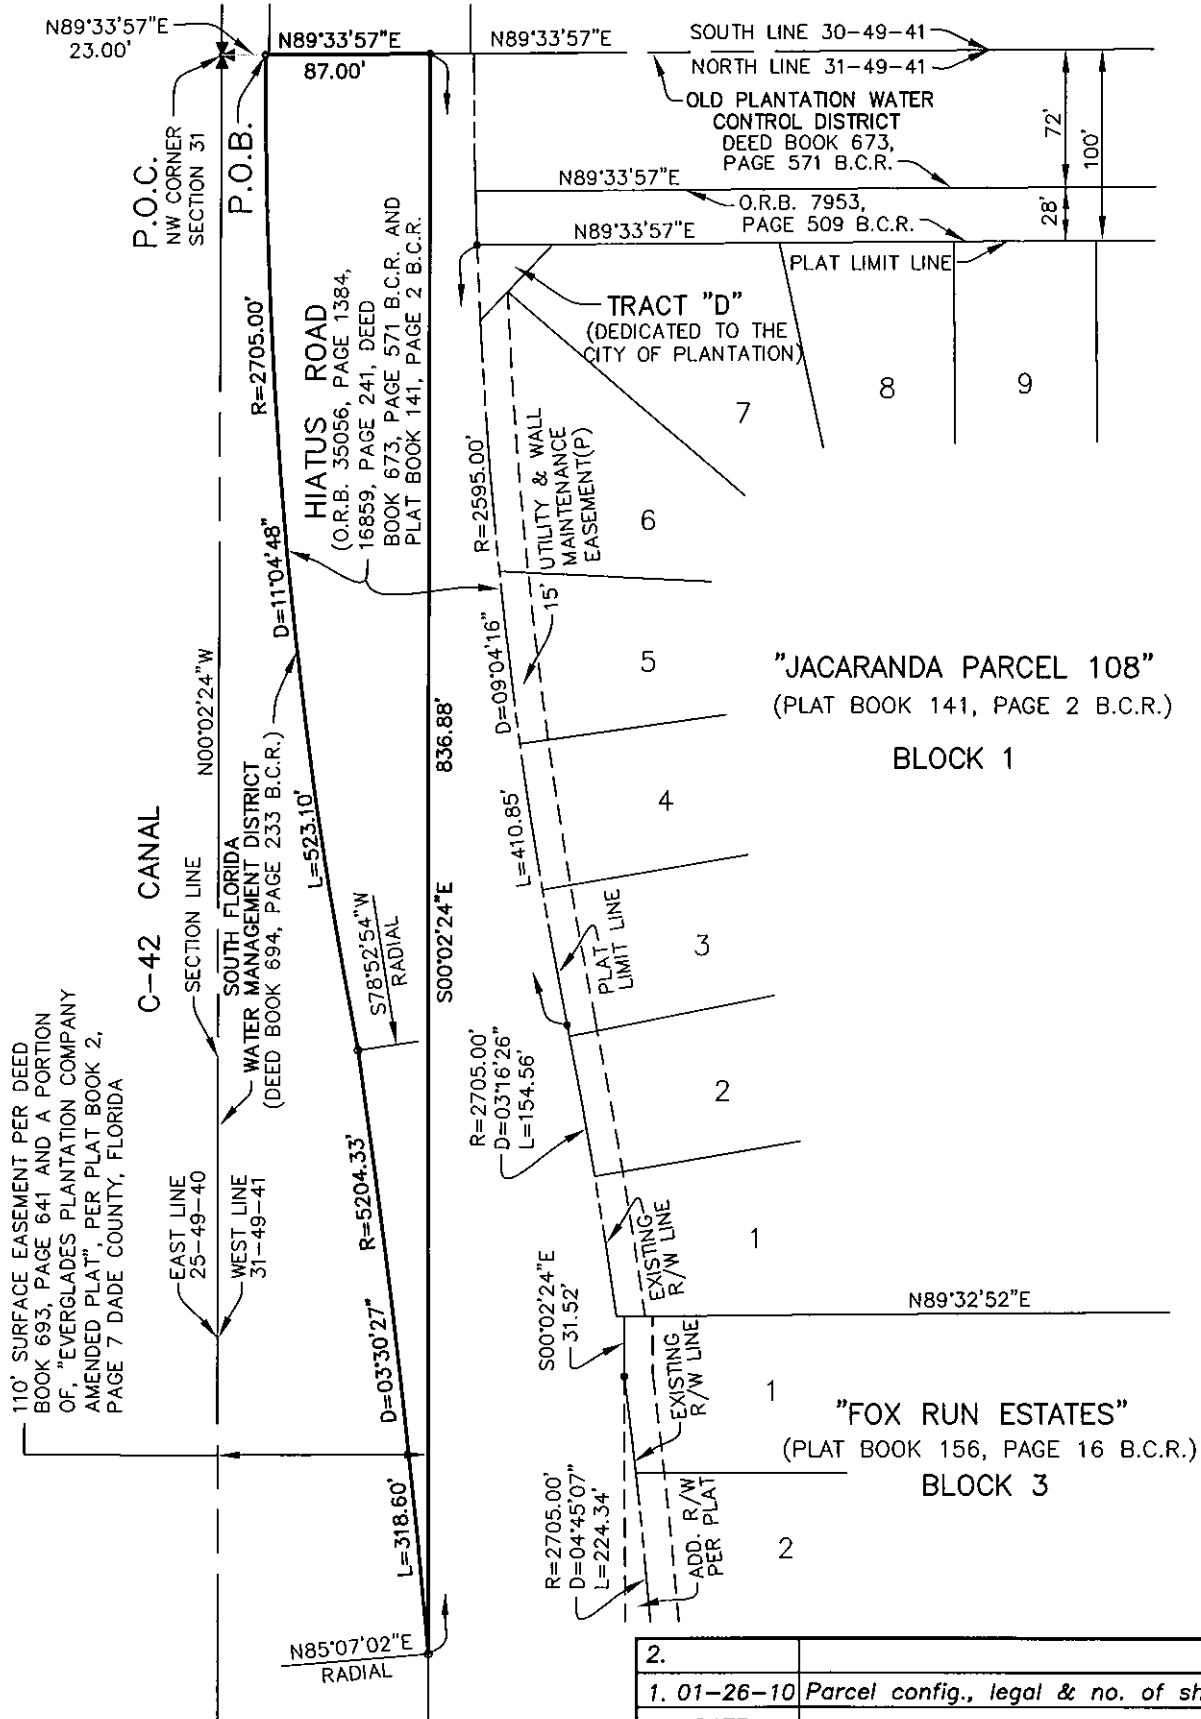 N89°33'57"E
23.00'
N89°33'57"E
87.00'
N89°33'57"E
SOUTH LINE 30-49-41
NORTH LINE 31-49-41
OLD PLANTATION WATER
CONTROL DISTRICT
DEED BOOK 673,
PAGE 571 B.C.R.
72'
100'
28'
P.O.C.
NW CORNER
SECTION 31
P.O.B.
N89°33'57"E
O.R.B. 7953,
PAGE 509 B.C.R.
N89°33'57"E
PLAT LIMIT LINE
TRACT "D"
(DEDICATED TO THE
CITY OF PLANTATION)
7
8
9
R=2705.00'
D=11°04'48"
L=523.10'
HIATUS ROAD
(O.R.B. 35056, PAGE 1384,
16859, PAGE 241, DEED
BOOK 673, PAGE 571 B.C.R. AND
PLAT BOOK 141, PAGE 2 B.C.R.
R=2595.00'
D=09°04'16"
L=410.85'
15' UTILITY & WALL
MAINTENANCE
EASEMENT(P)
6
5
4
3
2
1
"JACARANDA PARCEL 108"
(PLAT BOOK 141, PAGE 2 B.C.R.)
BLOCK 1
N00°02'24"W
836.88'
S00°02'24"E
C-42 CANAL
SECTION LINE
SOUTH FLORIDA
WATER MANAGEMENT DISTRICT
(DEED BOOK 694, PAGE 233 B.C.R.)
S78°52'54"W
RADIAL
PLAT
LIMIT LINE
R=2705.00'
D=03°16'26"
L=154.56'
110' SURFACE EASEMENT PER DEED
BOOK 693, PAGE 641 AND A PORTION
OF, "EVERGLADES PLANTATION COMPANY
AMENDED PLAT", PER PLAT BOOK 2,
PAGE 7 DADE COUNTY, FLORIDA
EAST LINE
25-49-40
WEST LINE
31-49-41
R=5204.33'
D=03°30'27"
L=318.60'
EXISTING
R/W LINE
S00°02'24"E
31.52'
N89°32'52"E
EXISTING
R/W LINE
1
"FOX RUN ESTATES"
(PLAT BOOK 156, PAGE 16 B.C.R.)
BLOCK 3
R=2705.00'
D=04°45'07"
L=224.34'
ADD. R/W
PER PLAT
2
N85°07'02"E
RADIAL
2.
1. 01-26-10 Parcel config., legal & no. of sh